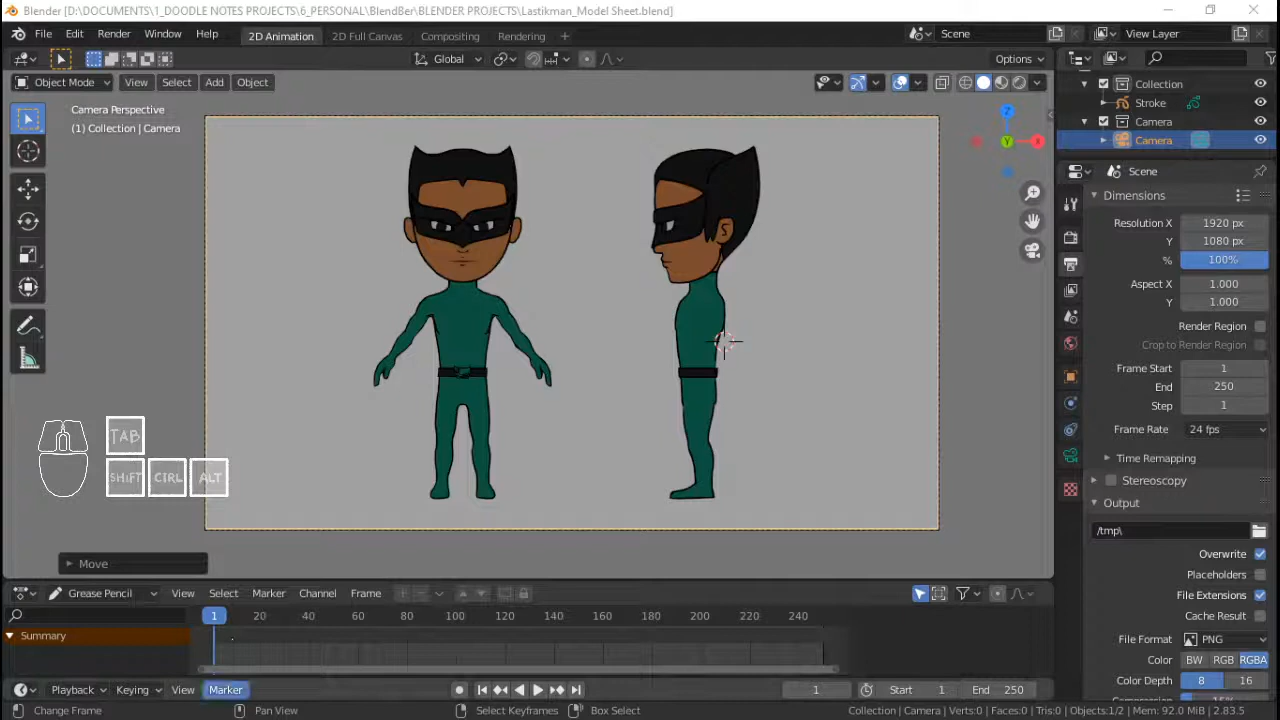 Blender [D:\DOCUMENTS\1_DOODLE NOTES PROJECTS\6_PERSONAL\BlendBer\BLENDER PROJECTS\Lastikman_Model Sheet.blend]
File Edit Render Window Help 2D Animation 2D Full Canvas Compositing Rendering Scene View Layer
Global Options
Object Mode View Select Add Object
Camera Perspective
(1) Collection | Camera
Z
Y
X
TAB
SHiFT CTRL ALT
Move
Collection
Stroke
Camera
Camera
Scene
Dimensions
Resolution X 1920 px
Y 1080 px
% 100%
Aspect X 1.000
Y 1.000
Render Region
Crop to Render Region
Frame Start 1
End 250
Step 1
Frame Rate 24 fps
Time Remapping
Stereoscopy
Output
/tmp\
Overwrite
Placeholders
File Extensions
Cache Result
File Format PNG
Color BW RGB RGBA
Color Depth 8 16
Grease Pencil View Select Marker Channel Frame
1 20 40 60 80 100 120 140 160 180 200 220 240
Summary
Playback Keying View Marker 1 Start 1 End 250
Change Frame Pan View Select Keyframes Box Select Collection | Camera | Verts:0 | Faces:0 | Tris:0 | Objects:1/2 | Mem: 92.0 MiB | 2.83.5